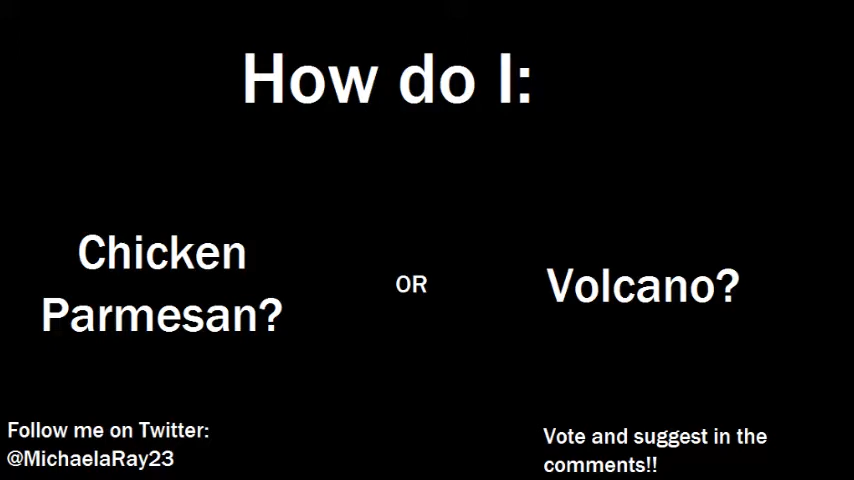 How do I:
Chicken
Parmesan?
OR
Volcano?
Follow me on Twitter:
@MichaelaRay23
Vote and suggest in the
comments!!